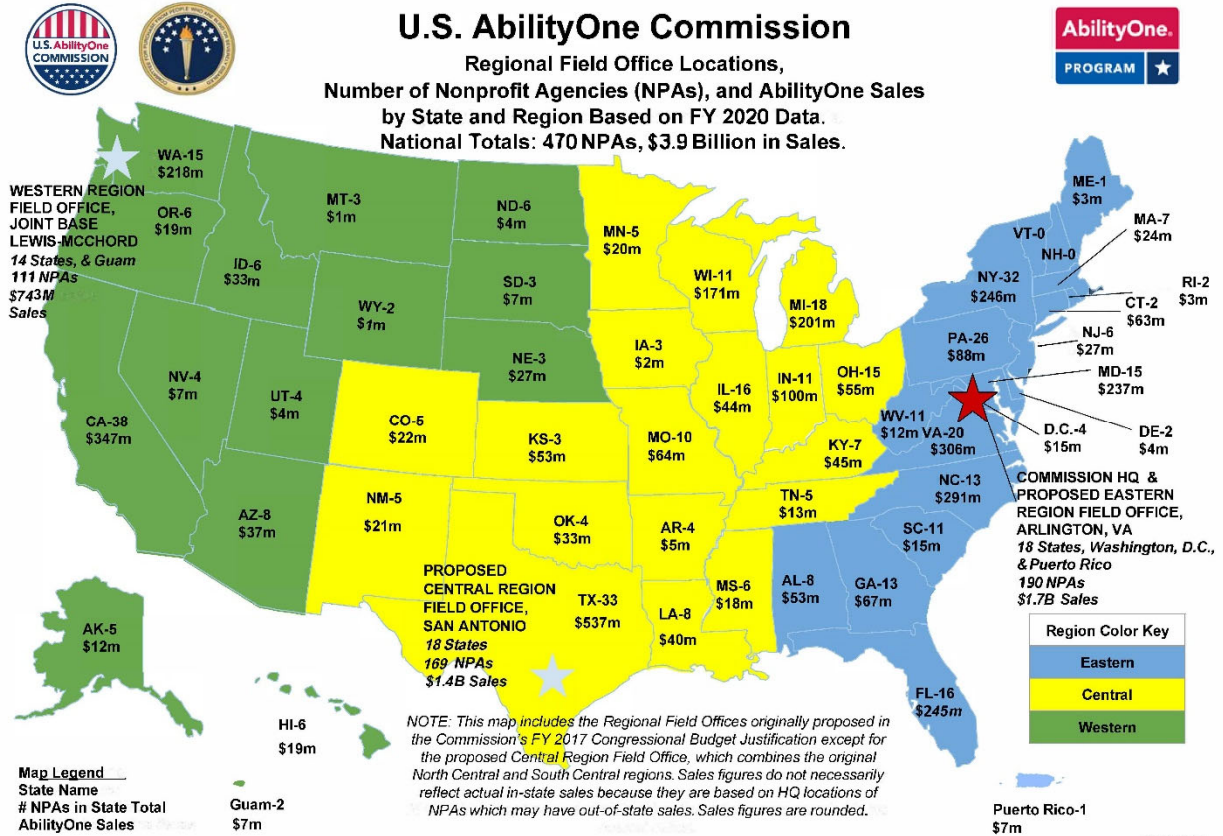 U.S. AbilityOne
COMMISSION
U.S. AbilityOne Commission
Regional Field Office Locations,
Number of Nonprofit Agencies (NPAs), and AbilityOne Sales
by State and Region Based on FY 2020 Data.
National Totals: 470 NPAs, $3.9 Billion in Sales.
AbilityOne.
PROGRAM
WESTERN REGION
FIELD OFFICE,
JOINT BASE
LEWIS-MCCHORD
14 States, & Guam
111 NPAs
$743M
Sales
WA-15
$218m
OR-6
$19m
ID-6
$33m
MT-3
$1m
ND-6
$4m
SD-3
$7m
WY-2
$1m
NE-3
$27m
NV-4
$7m
UT-4
$4m
CA-38
$347m
AZ-8
$37m
AK-5
$12m
HI-6
$19m
Guam-2
$7m
MN-5
$20m
WI-11
$171m
MI-18
$201m
IA-3
$2m
IL-16
$44m
IN-11
$100m
OH-15
$55m
CO-5
$22m
KS-3
$53m
MO-10
$64m
KY-7
$45m
TN-5
$13m
NM-5
$21m
OK-4
$33m
AR-4
$5m
MS-6
$18m
TX-33
$537m
LA-8
$40m
PROPOSED
CENTRAL REGION
FIELD OFFICE,
SAN ANTONIO
18 States
169 NPAs
$1.4B Sales
ME-1
$3m
VT-0
NH-0
MA-7
$24m
RI-2
$3m
CT-2
$63m
NY-32
$246m
NJ-6
$27m
PA-26
$88m
MD-15
$237m
DE-2
$4m
D.C.-4
$15m
WV-11
$12m
VA-20
$306m
NC-13
$291m
SC-11
$15m
AL-8
$53m
GA-13
$67m
FL-16
$245m
Puerto Rico-1
$7m
COMMISSION HQ &
PROPOSED EASTERN
REGION FIELD OFFICE,
ARLINGTON, VA
18 States, Washington, D.C.,
& Puerto Rico
190 NPAs
$1.7B Sales
Region Color Key
Eastern
Central
Western
NOTE: This map includes the Regional Field Offices originally proposed in
the Commission's FY 2017 Congressional Budget Justification except for
the proposed Central Region Field Office, which combines the original
North Central and South Central regions. Sales figures do not necessarily
reflect actual in-state sales because they are based on HQ locations of
NPAs which may have out-of-state sales. Sales figures are rounded.
Map Legend
State Name
# NPAs in State Total
AbilityOne Sales